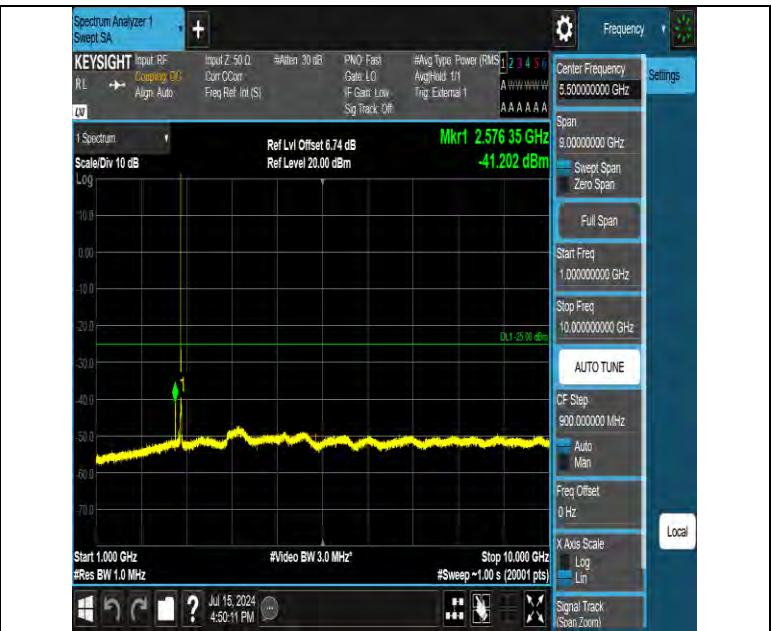 Spectrum Analyzer 1
Swept SA
+
Frequency
KEYSIGHT
RL
Input: RF
Coupling: DC
Align: Auto
Input Z: 50 Ω
Corr CCorr
Freq Ref: Int (S)
#Atten: 30 dB
PNO: Fast
Gate: LO
IF Gain: Low
Sig Track: Off
#Avg Type: Power (RMS
Avg|Hold: 1/1
Trig: External 1
1 2 3 4 5 6
A W W W W W
A A A A A A
Center Frequency
5.500000000 GHz
Settings
1 Spectrum
Scale/Div 10 dB
Log
Ref Lvl Offset 6.74 dB
Ref Level 20.00 dBm
Mkr1 2.576 35 GHz
-41.202 dBm
Span
9.00000000 GHz
Swept Span
Zero Span
Full Span
Start Freq
1.000000000 GHz
Stop Freq
10.000000000 GHz
AUTO TUNE
CF Step
900.000000 MHz
Auto
Man
Freq Offset
0 Hz
X Axis Scale
Log
Lin
Signal Track
(Span Zoom)
Local
10.0
0.00
-10.0
-20.0
-30.0
-40.0
-50.0
-60.0
-70.0
DL1 -25.00 dBm
1
Start 1.000 GHz
#Res BW 1.0 MHz
#Video BW 3.0 MHz*
Stop 10.000 GHz
#Sweep ~1.00 s (20001 pts)
?
Jul 15, 2024
4:50:11 PM